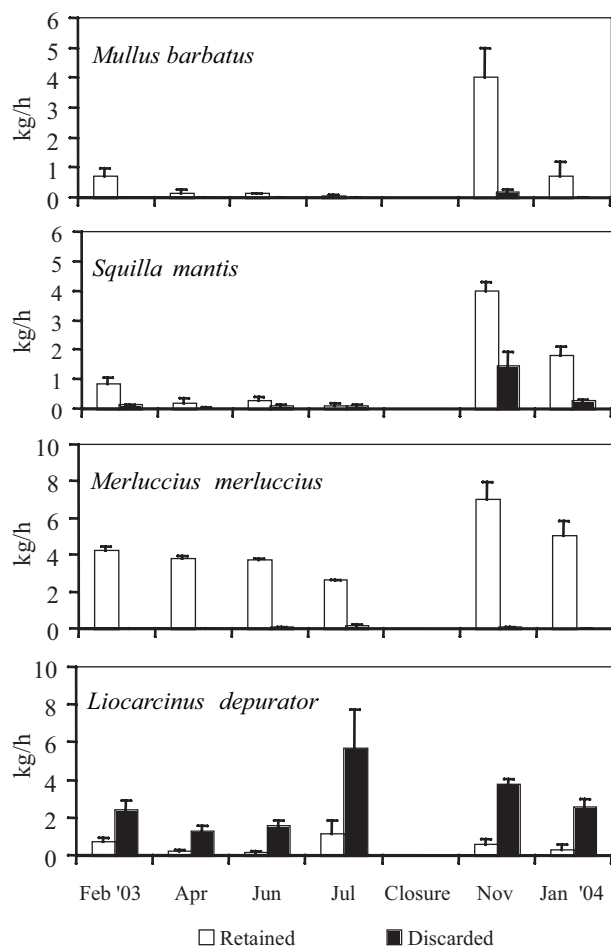 Mullus barbatus
kg/h
6
5
4
3
2
1
0
Squilla mantis
kg/h
6
5
4
3
2
1
0
Merluccius merluccius
kg/h
10
8
6
4
2
0
Liocarcinus depurator
kg/h
10
8
6
4
2
0
Feb '03 Apr Jun Jul Closure Nov Jan '04
Retained Discarded